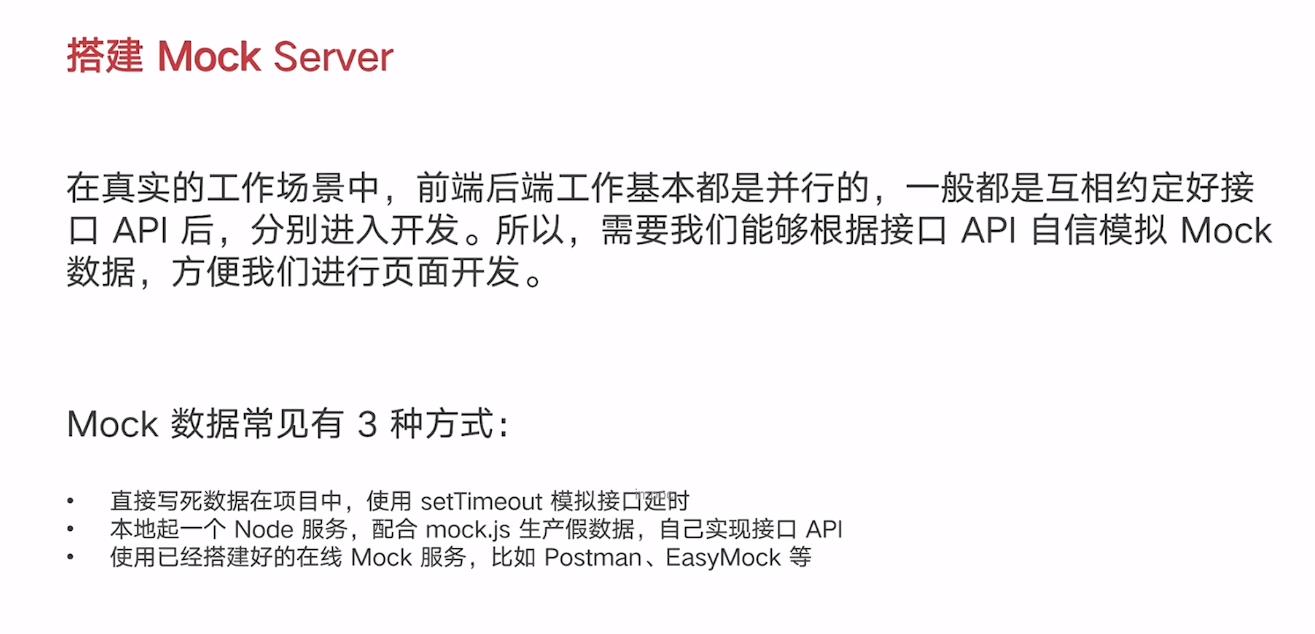 搭建 Mock Server
在真实的工作场景中，前端后端工作基本都是并行的，一般都是互相约定好接
口 API 后，分别进入开发。所以，需要我们能够根据接口 API 自信模拟 Mock
数据，方便我们进行页面开发。
Mock 数据常见有 3 种方式：
• 直接写死数据在项目中，使用 setTimeout 模拟接口延时
• 本地起一个 Node 服务，配合 mock.js 生产假数据，自己实现接口 API
• 使用已经搭建好的在线 Mock 服务，比如 Postman、EasyMock 等